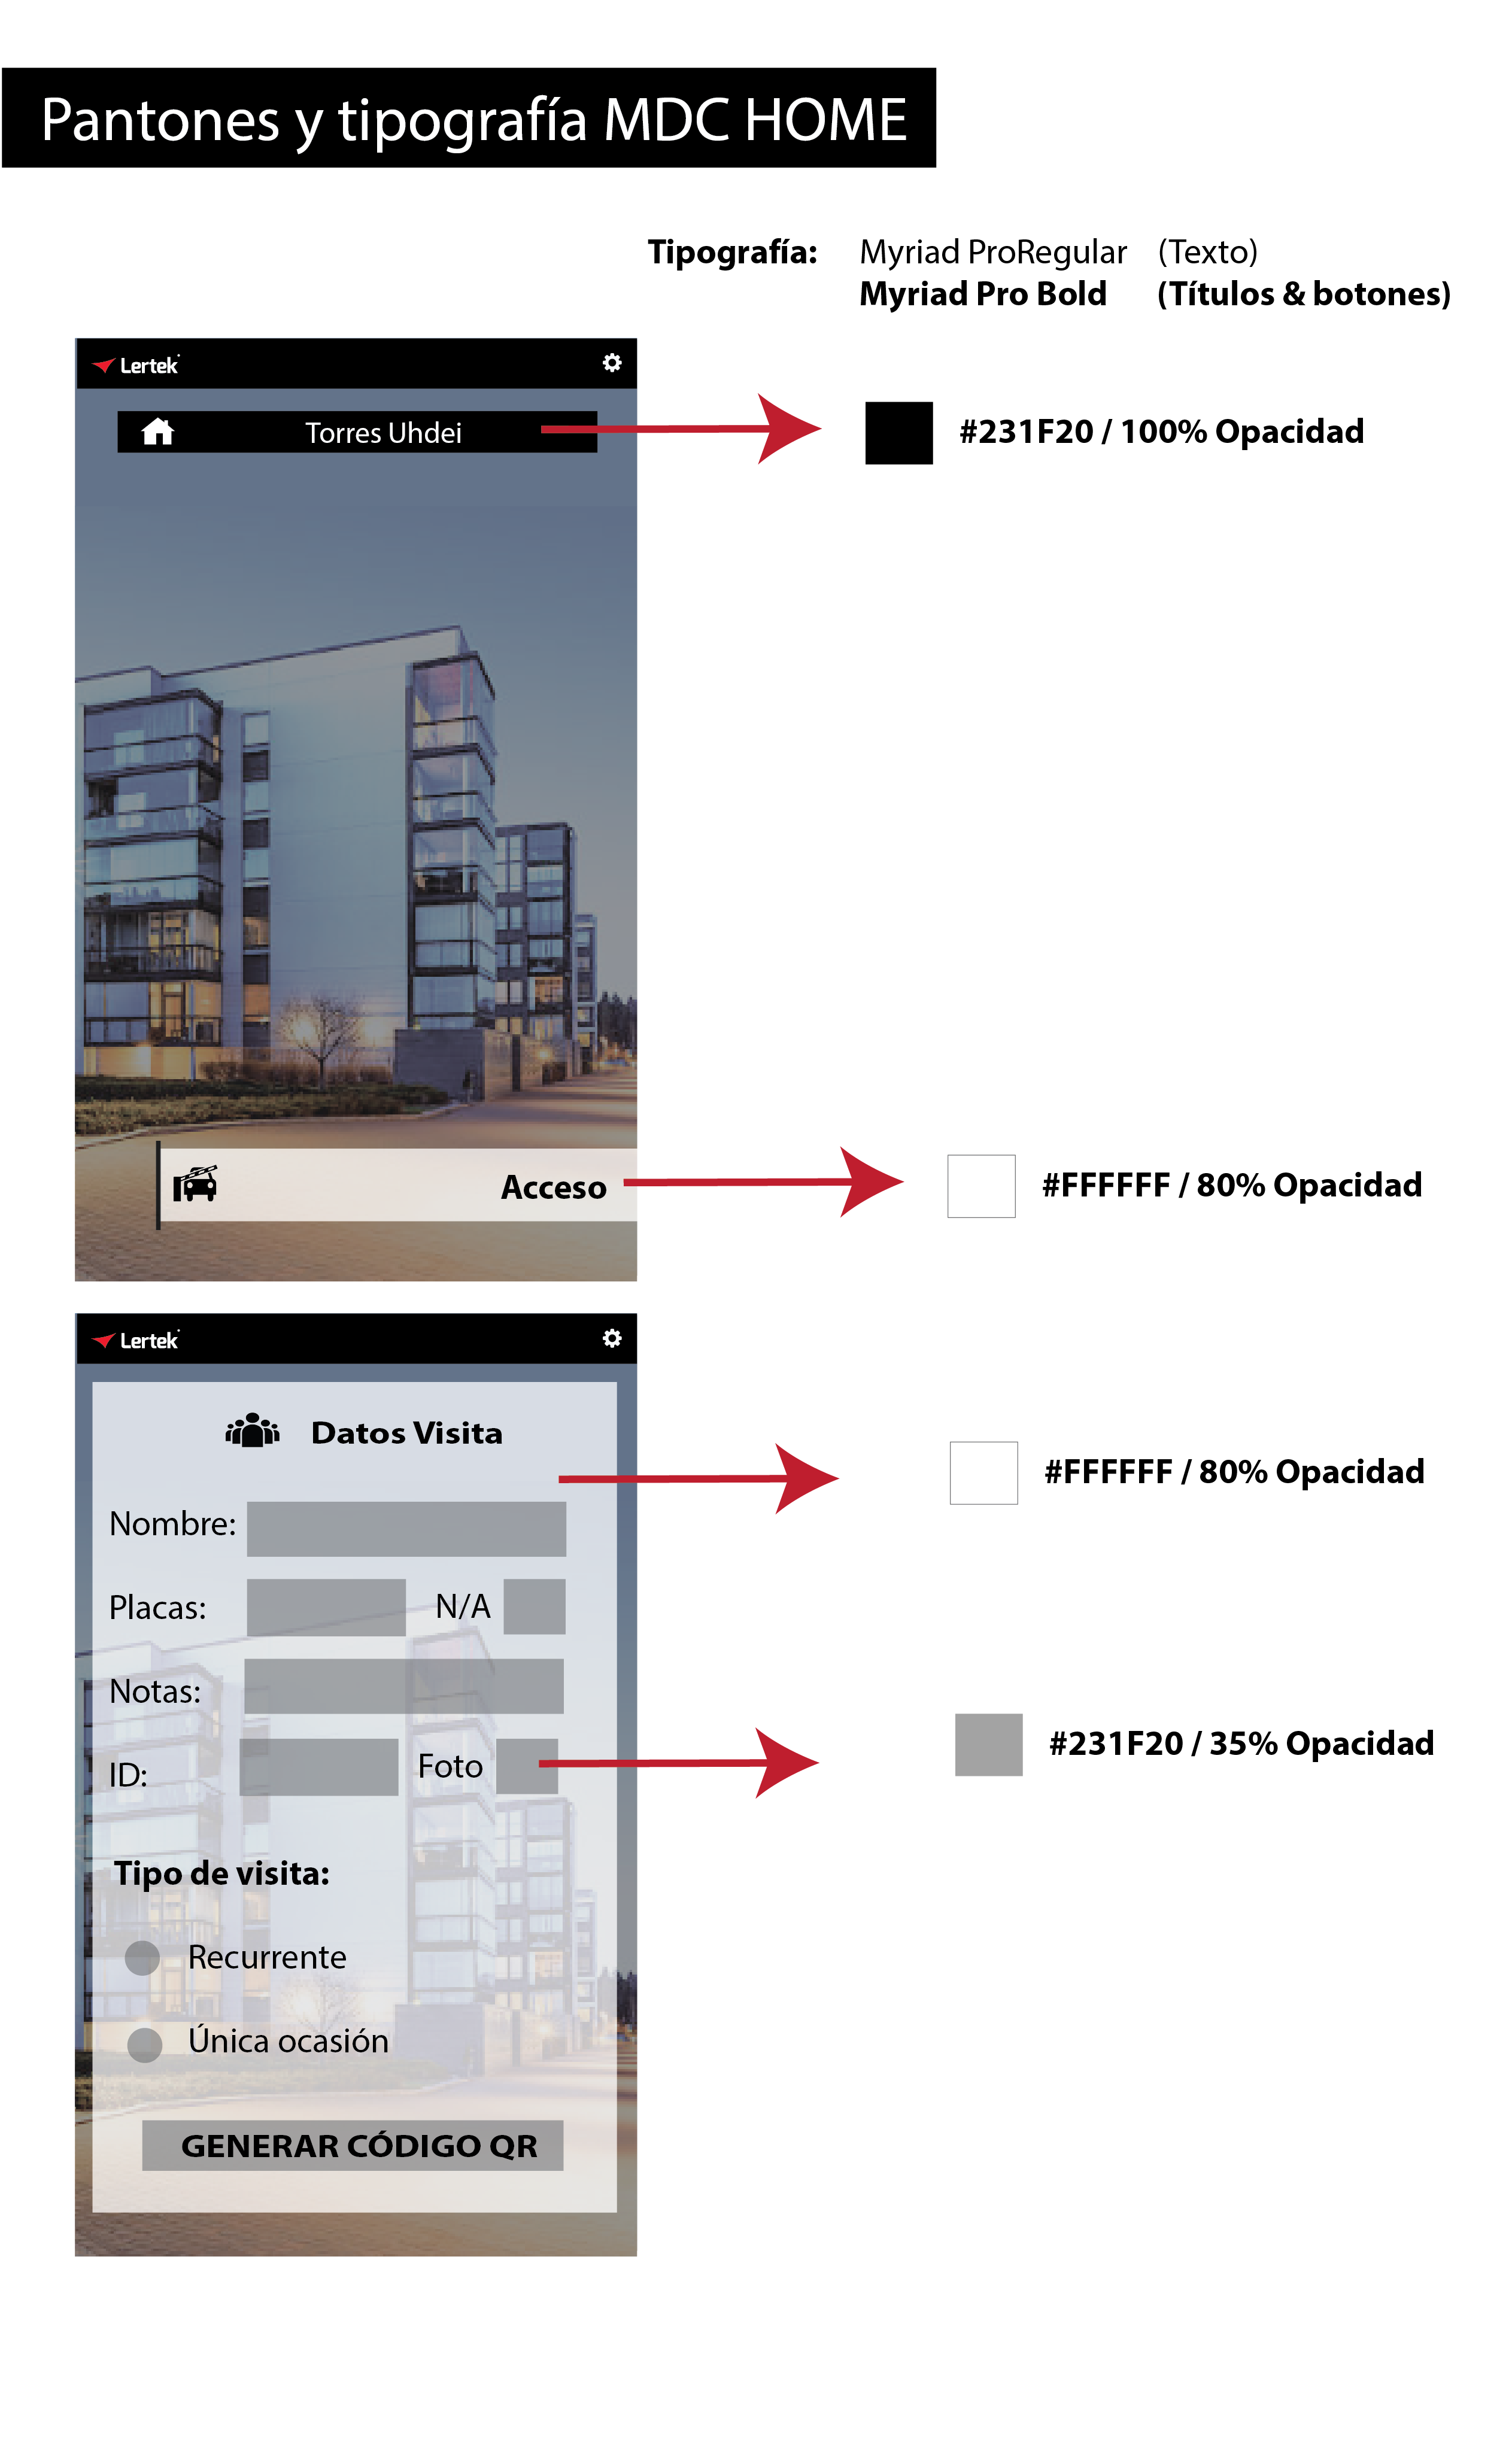 Pantones y tipografía MDC HOME
Tipografía: Myriad ProRegular (Texto)
Myriad Pro Bold (Títulos & botones)
Lertek
Torres Uhdei
#231F20 / 100% Opacidad
Acceso
#FFFFFF / 80% Opacidad
Lertek
Datos Visita
#FFFFFF / 80% Opacidad
Nombre:
Placas: N/A
Notas:
ID: Foto
#231F20 / 35% Opacidad
Tipo de visita:
Recurrente
Única ocasión
GENERAR CÓDIGO QR